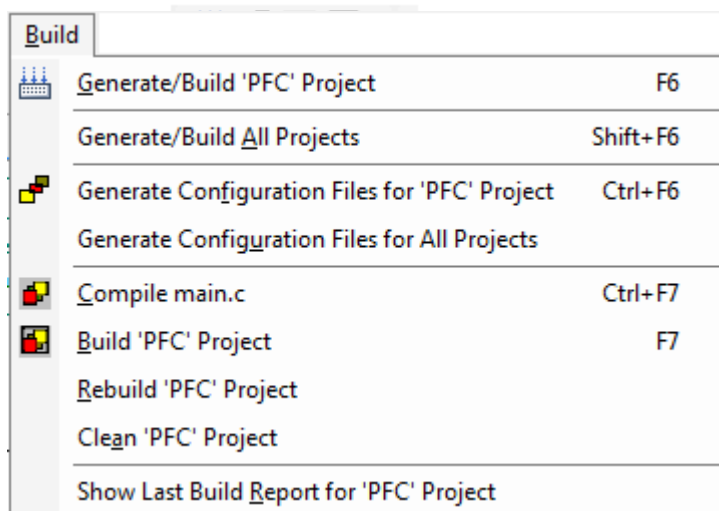 Build
Generate/Build 'PFC' Project F6
Generate/Build All Projects Shift+F6
Generate Configuration Files for 'PFC' Project Ctrl+F6
Generate Configuration Files for All Projects
Compile main.c Ctrl+F7
Build 'PFC' Project F7
Rebuild 'PFC' Project
Clean 'PFC' Project
Show Last Build Report for 'PFC' Project